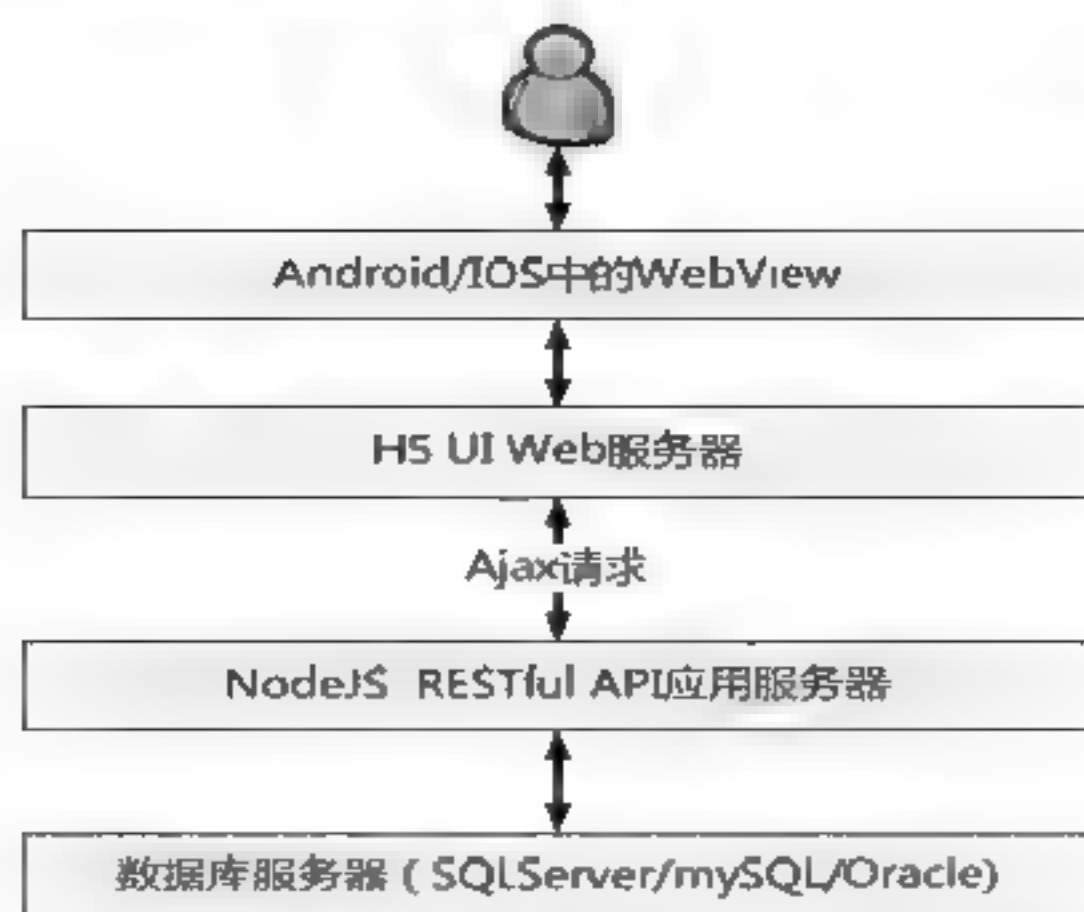 Android/IOS中的WebView
H5 UI Web服务器
Ajax请求
NodeJS RESTful API应用服务器
数据库服务器 ( SQLServer/mySQL/Oracle)